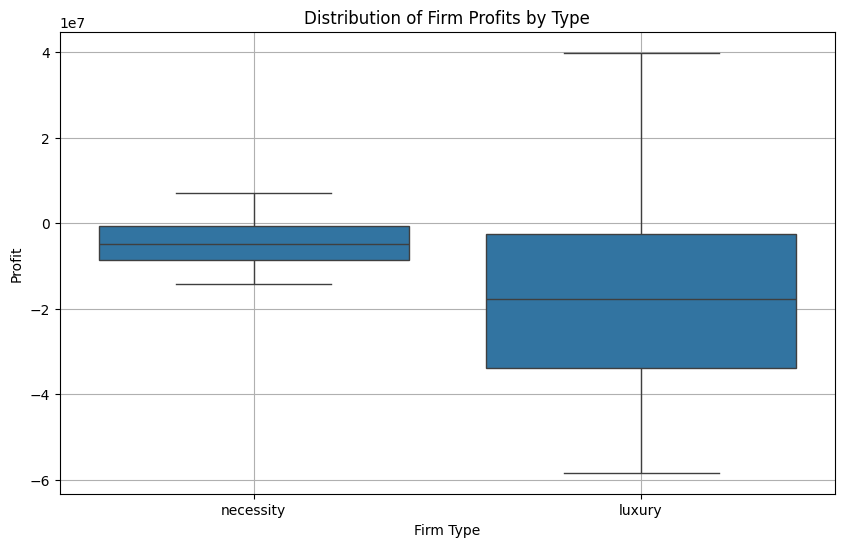 Distribution of Firm Profits by Type
1e7
4
2
0
−2
−4
−6
Profit
necessity
luxury
Firm Type